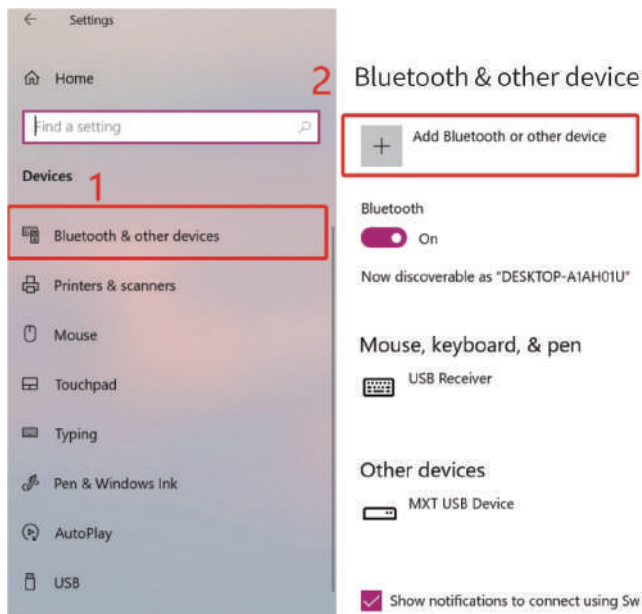 Settings
Home
Find a setting
Devices
1
Bluetooth & other devices
Printers & scanners
Mouse
Touchpad
Typing
Pen & Windows Ink
AutoPlay
USB
2
Bluetooth & other device
Add Bluetooth or other device
Bluetooth
On
Now discoverable as "DESKTOP-A1AH01U"
Mouse, keyboard, & pen
USB Receiver
Other devices
MXT USB Device
Show notifications to connect using Sw